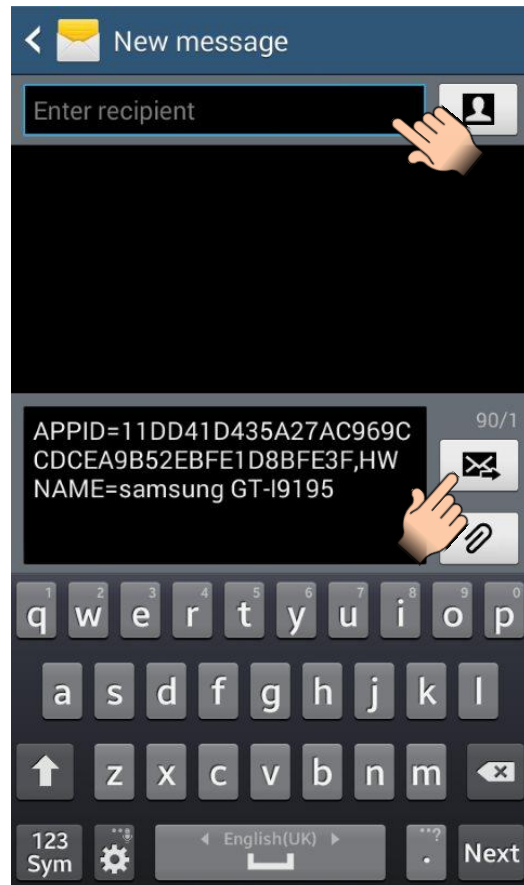 New message
Enter recipient
90/1
APPID=11DD41D435A27AC969C
CDCEA9B52EBFE1D8BFE3F,HW
NAME=samsung GT-I9195
1 2 3 4 5 6 7 8 9 0
q w e r t y u i o p
a s d f g h j k l
z x c v b n m
123
Sym
English(UK)
. ?
Next